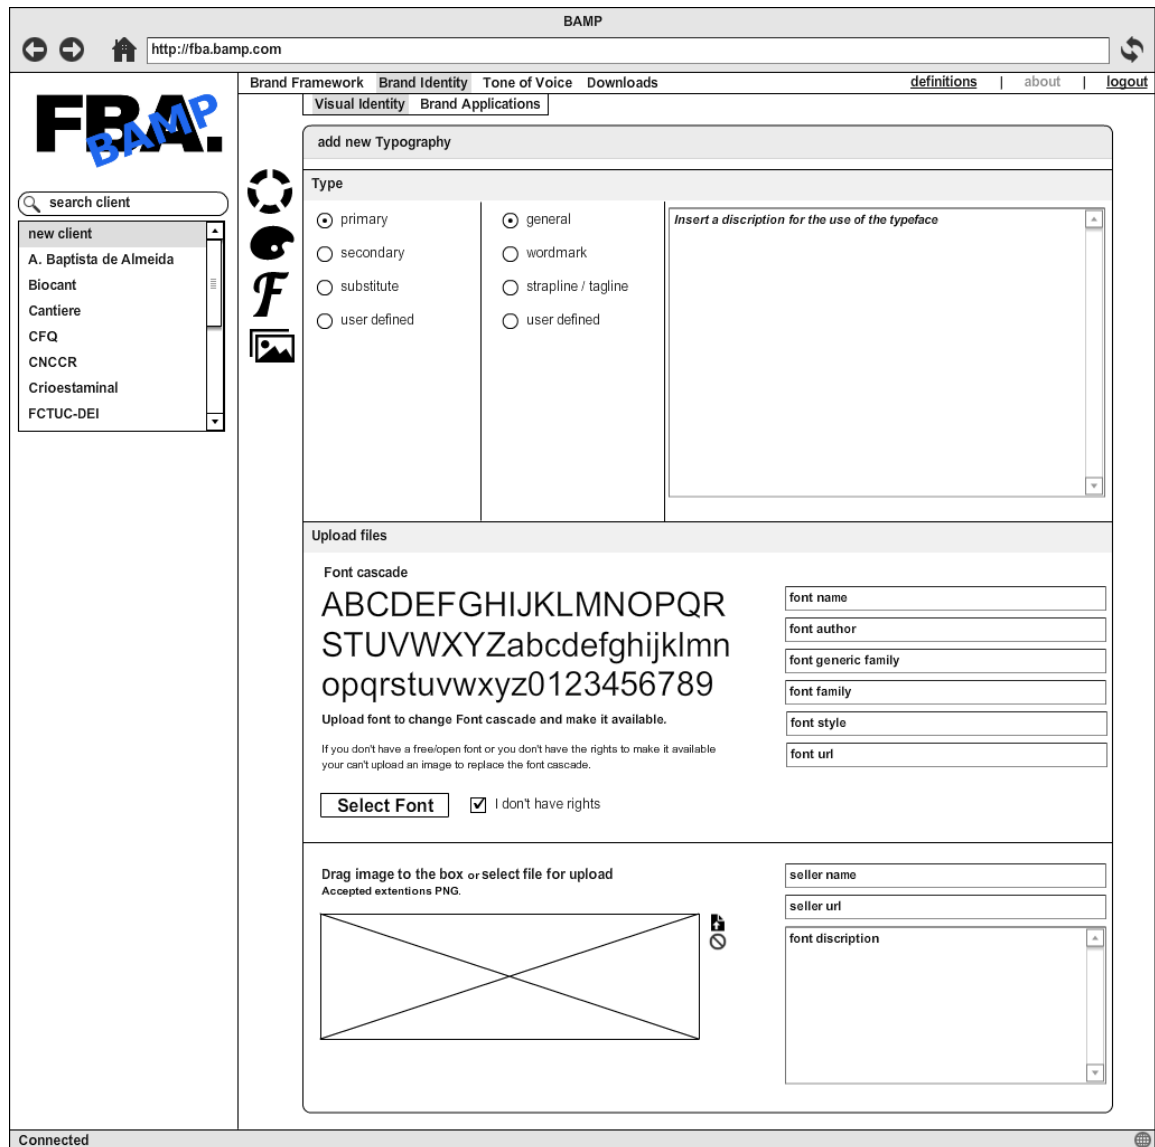 BAMP
http://fba.bamp.com
Brand Framework Brand Identity Tone of Voice Downloads definitions | about | logout
Visual Identity Brand Applications
FBA.
BAMP
search client
new client
A. Baptista de Almeida
Biocant
Cantiere
CFQ
CNCCR
Crioestaminal
FCTUC-DEI
add new Typography
Type
primary
secondary
substitute
user defined
general
wordmark
strapline / tagline
user defined
Insert a discription for the use of the typeface
Upload files
Font cascade
ABCDEFGHIJKLMNOPQR
STUVWXYZabcdefghijklmn
opqrstuvwxyz0123456789
Upload font to change Font cascade and make it available.
If you don't have a free/open font or you don't have the rights to make it available
your can't upload an image to replace the font cascade.
Select Font
I don't have rights
font name
font author
font generic family
font family
font style
font url
Drag image to the box or select file for upload
Accepted extentions PNG.
seller name
seller url
font discription
Connected